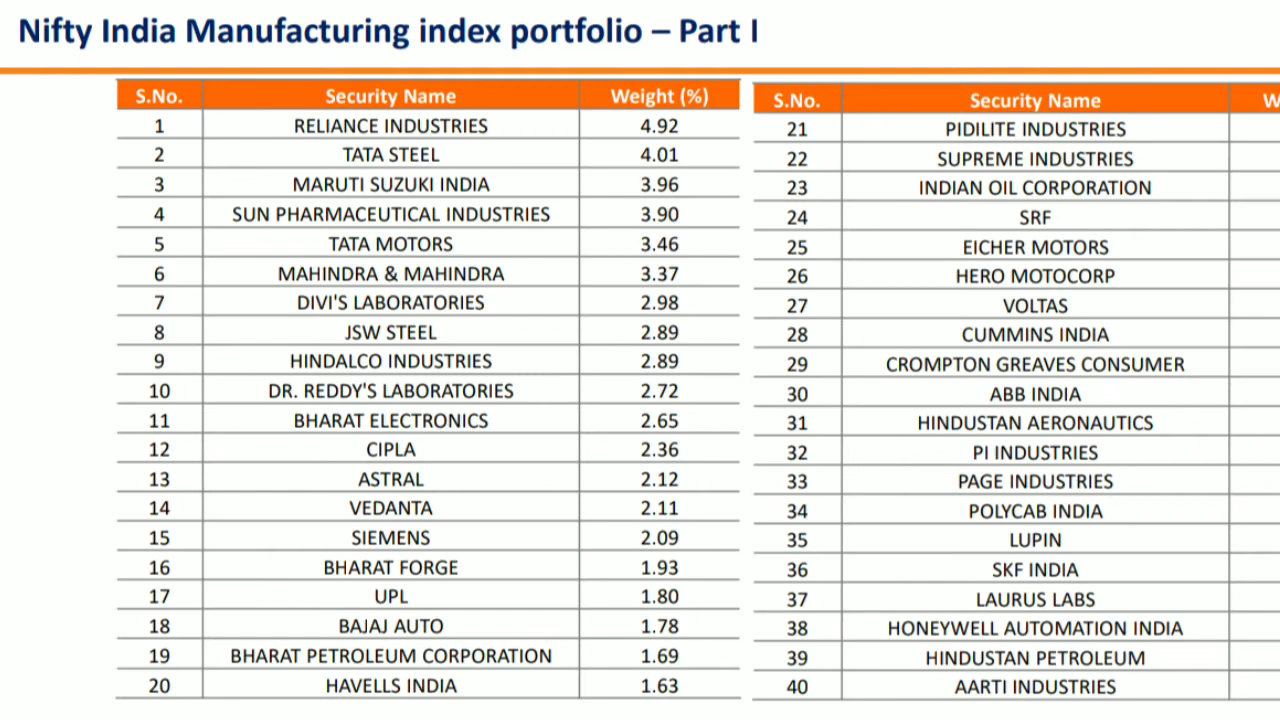 Nifty India Manufacturing index portfolio – Part I
S.No. Security Name Weight (%)
1 RELIANCE INDUSTRIES 4.92
2 TATA STEEL 4.01
3 MARUTI SUZUKI INDIA 3.96
4 SUN PHARMACEUTICAL INDUSTRIES 3.90
5 TATA MOTORS 3.46
6 MAHINDRA & MAHINDRA 3.37
7 DIVI'S LABORATORIES 2.98
8 JSW STEEL 2.89
9 HINDALCO INDUSTRIES 2.89
10 DR. REDDY'S LABORATORIES 2.72
11 BHARAT ELECTRONICS 2.65
12 CIPLA 2.36
13 ASTRAL 2.12
14 VEDANTA 2.11
15 SIEMENS 2.09
16 BHARAT FORGE 1.93
17 UPL 1.80
18 BAJAJ AUTO 1.78
19 BHARAT PETROLEUM CORPORATION 1.69
20 HAVELLS INDIA 1.63
S.No. Security Name W
21 PIDILITE INDUSTRIES
22 SUPREME INDUSTRIES
23 INDIAN OIL CORPORATION
24 SRF
25 EICHER MOTORS
26 HERO MOTOCORP
27 VOLTAS
28 CUMMINS INDIA
29 CROMPTON GREAVES CONSUMER
30 ABB INDIA
31 HINDUSTAN AERONAUTICS
32 PI INDUSTRIES
33 PAGE INDUSTRIES
34 POLYCAB INDIA
35 LUPIN
36 SKF INDIA
37 LAURUS LABS
38 HONEYWELL AUTOMATION INDIA
39 HINDUSTAN PETROLEUM
40 AARTI INDUSTRIES